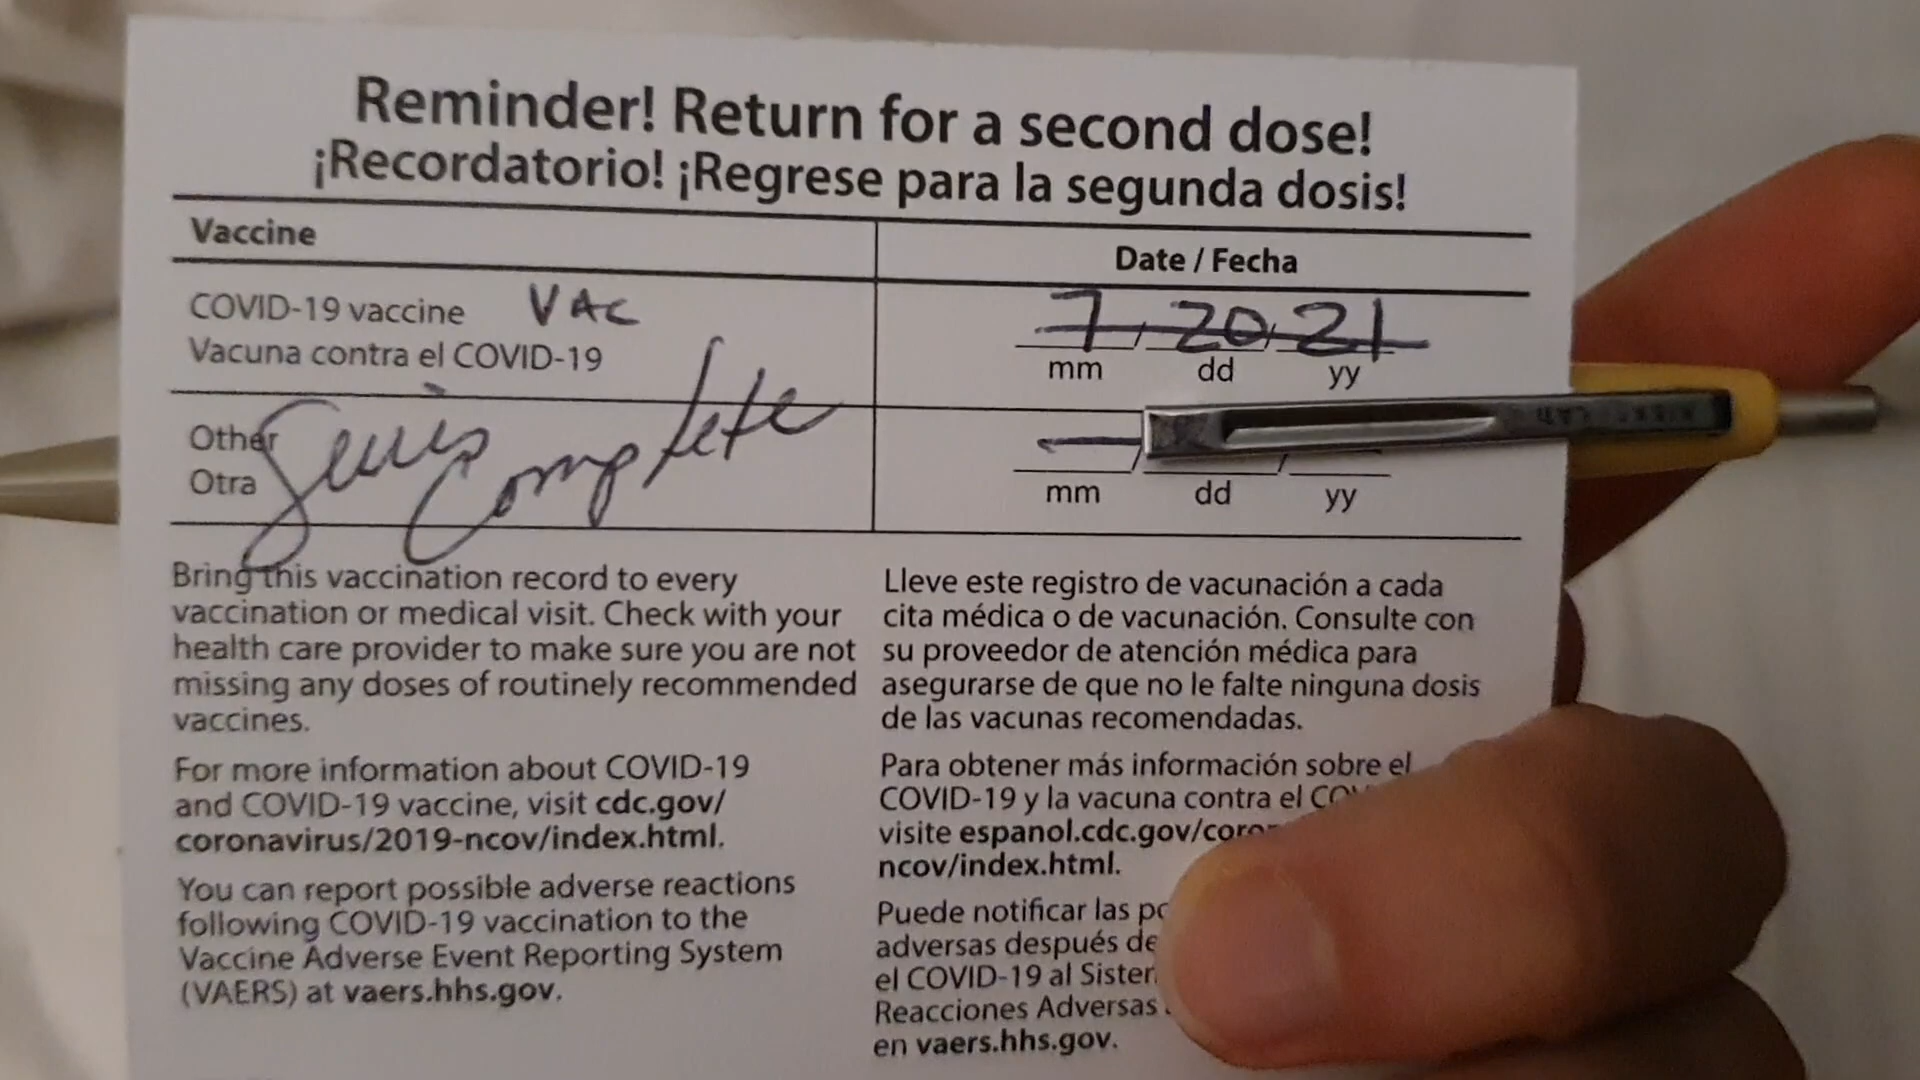 Reminder! Return for a second dose!
¡Recordatorio! ¡Regrese para la segunda dosis!
Vaccine
Date / Fecha
COVID-19 vaccine VAC
Vacuna contra el COVID-19
7 / 20 / 21
mm dd yy
Other
Otra
Series Complete
mm dd yy
Bring this vaccination record to every
vaccination or medical visit. Check with your
health care provider to make sure you are not
missing any doses of routinely recommended
vaccines.
For more information about COVID-19
and COVID-19 vaccine, visit cdc.gov/
coronavirus/2019-ncov/index.html.
You can report possible adverse reactions
following COVID-19 vaccination to the
Vaccine Adverse Event Reporting System
(VAERS) at vaers.hhs.gov.
Lleve este registro de vacunación a cada
cita médica o de vacunación. Consulte con
su proveedor de atención médica para
asegurarse de que no le falte ninguna dosis
de las vacunas recomendadas.
Para obtener más información sobre el
COVID-19 y la vacuna contra el
visite espanol.cdc.gov/
ncov/index.html.
Puede notificar las
adversas después de
el COVID-19 al
Reacciones Adversas
en vaers.hhs.gov.